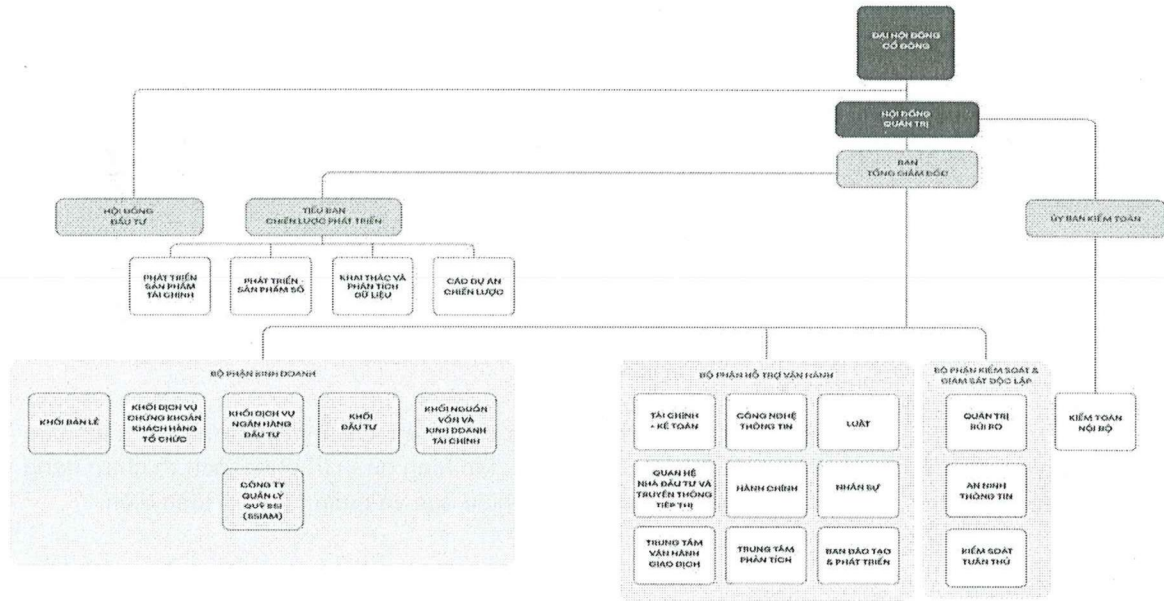 ĐẠI HỘI ĐỒNG
CỔ ĐÔNG
HỘI ĐỒNG
QUẢN TRỊ
BAN
TỔNG GIÁM ĐỐC
HỘI ĐỒNG
ĐẦU TƯ
TIỂU BAN
CHIẾN LƯỢC PHÁT TRIỂN
ỦY BAN KIỂM TOÁN
PHÁT TRIỂN
SẢN PHẨM
TÀI CHÍNH
PHÁT TRIỂN
SẢN PHẨM SỐ
KHAI THÁC VÀ
PHÂN TÍCH
DỮ LIỆU
CÁC DỰ ÁN
CHIẾN LƯỢC
BỘ PHẬN KINH DOANH
KHỐI BÁN LẺ
KHỐI DỊCH VỤ
CHỨNG KHOÁN
KHÁCH HÀNG
TỔ CHỨC
KHỐI DỊCH VỤ
NGÂN HÀNG
ĐẦU TƯ
KHỐI
ĐẦU TƯ
KHỐI NGUỒN
VỐN VÀ
KINH DOANH
TÀI CHÍNH
CÔNG TY
QUẢN LÝ
QUỸ SSI
(SSIAM)
BỘ PHẬN HỖ TRỢ VẬN HÀNH
TÀI CHÍNH
- KẾ TOÁN
CÔNG NGHỆ
THÔNG TIN
LUẬT
QUAN HỆ
NHÀ ĐẦU TƯ VÀ
TRUYỀN THÔNG
TIẾP THỊ
HÀNH CHÍNH
NHÂN SỰ
TRUNG TÂM
VẬN HÀNH
GIAO DỊCH
TRUNG TÂM
PHÂN TÍCH
BAN ĐÀO TẠO
& PHÁT TRIỂN
BỘ PHẬN KIỂM SOÁT &
GIÁM SÁT ĐỘC LẬP
QUẢN TRỊ
RỦI RO
AN NINH
THÔNG TIN
KIỂM SOÁT
TUÂN THỦ
KIỂM TOÁN
NỘI BỘ